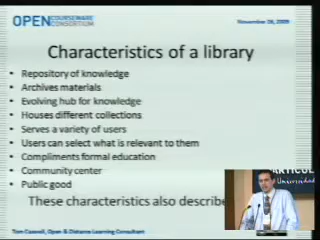 OPEN COURSEWARE CONSORTIUM
November 26, 2009
Characteristics of a library
• Repository of knowledge
• Archives materials
• Evolving hub for knowledge
• Houses different collections
• Serves a variety of users
• Users can select what is relevant to them
• Compliments formal education
• Community center
• Public good
These characteristics also describe
Tom Caswell, Open & Distance Learning Consultant